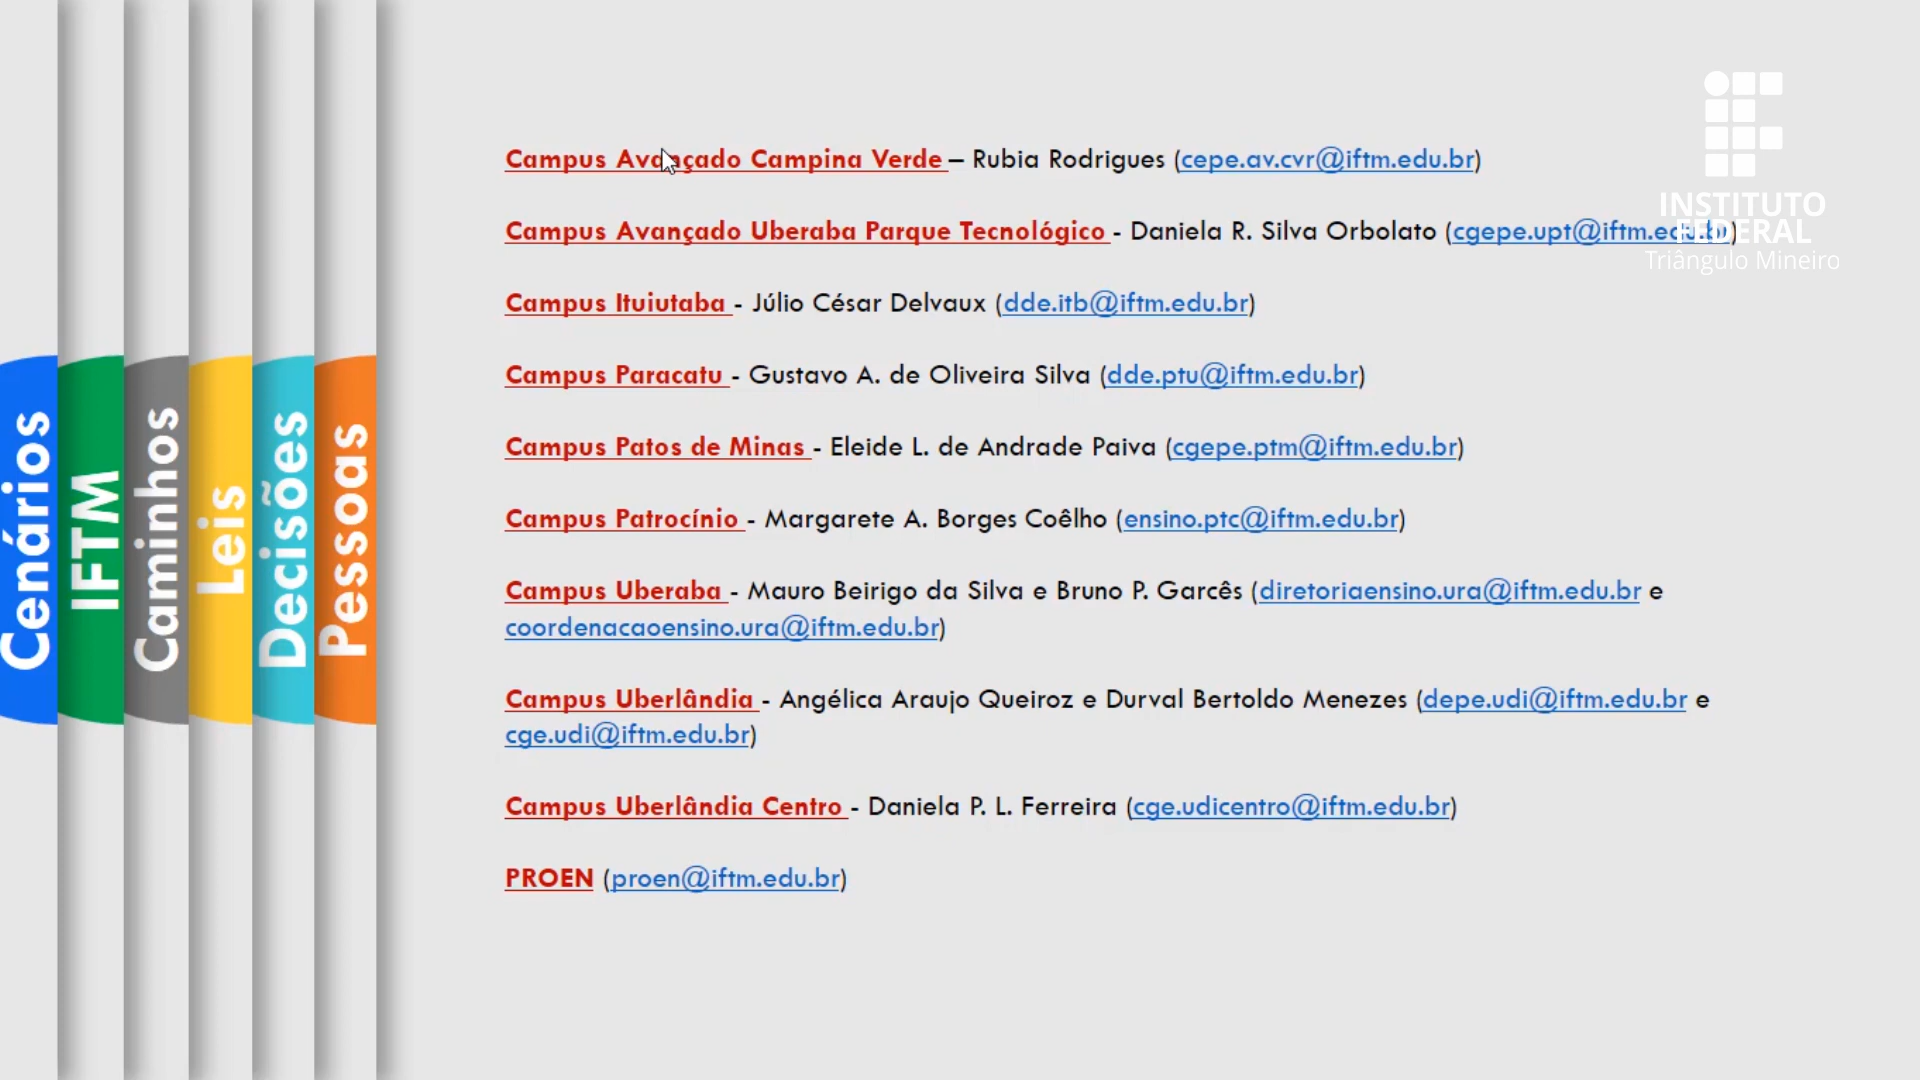 Cenários
IFTM
Caminhos
Leis
Decisões
Pessoas
Campus Avançado Campina Verde – Rubia Rodrigues (cepe.av.cvr@iftm.edu.br)
Campus Avançado Uberaba Parque Tecnológico - Daniela R. Silva Orbolato (cgepe.upt@iftm.edu.br)
Campus Ituiutaba - Júlio César Delvaux (dde.itb@iftm.edu.br)
Campus Paracatu - Gustavo A. de Oliveira Silva (dde.ptu@iftm.edu.br)
Campus Patos de Minas - Eleide L. de Andrade Paiva (cgepe.ptm@iftm.edu.br)
Campus Patrocínio - Margarete A. Borges Coêlho (ensino.ptc@iftm.edu.br)
Campus Uberaba - Mauro Beirigo da Silva e Bruno P. Garcês (diretoriaensino.ura@iftm.edu.br e
coordenacaoensino.ura@iftm.edu.br)
Campus Uberlândia - Angélica Araujo Queiroz e Durval Bertoldo Menezes (depe.udi@iftm.edu.br e
cge.udi@iftm.edu.br)
Campus Uberlândia Centro - Daniela P. L. Ferreira (cge.udicentro@iftm.edu.br)
PROEN (proen@iftm.edu.br)
INSTITUTO
FEDERAL
Triângulo Mineiro